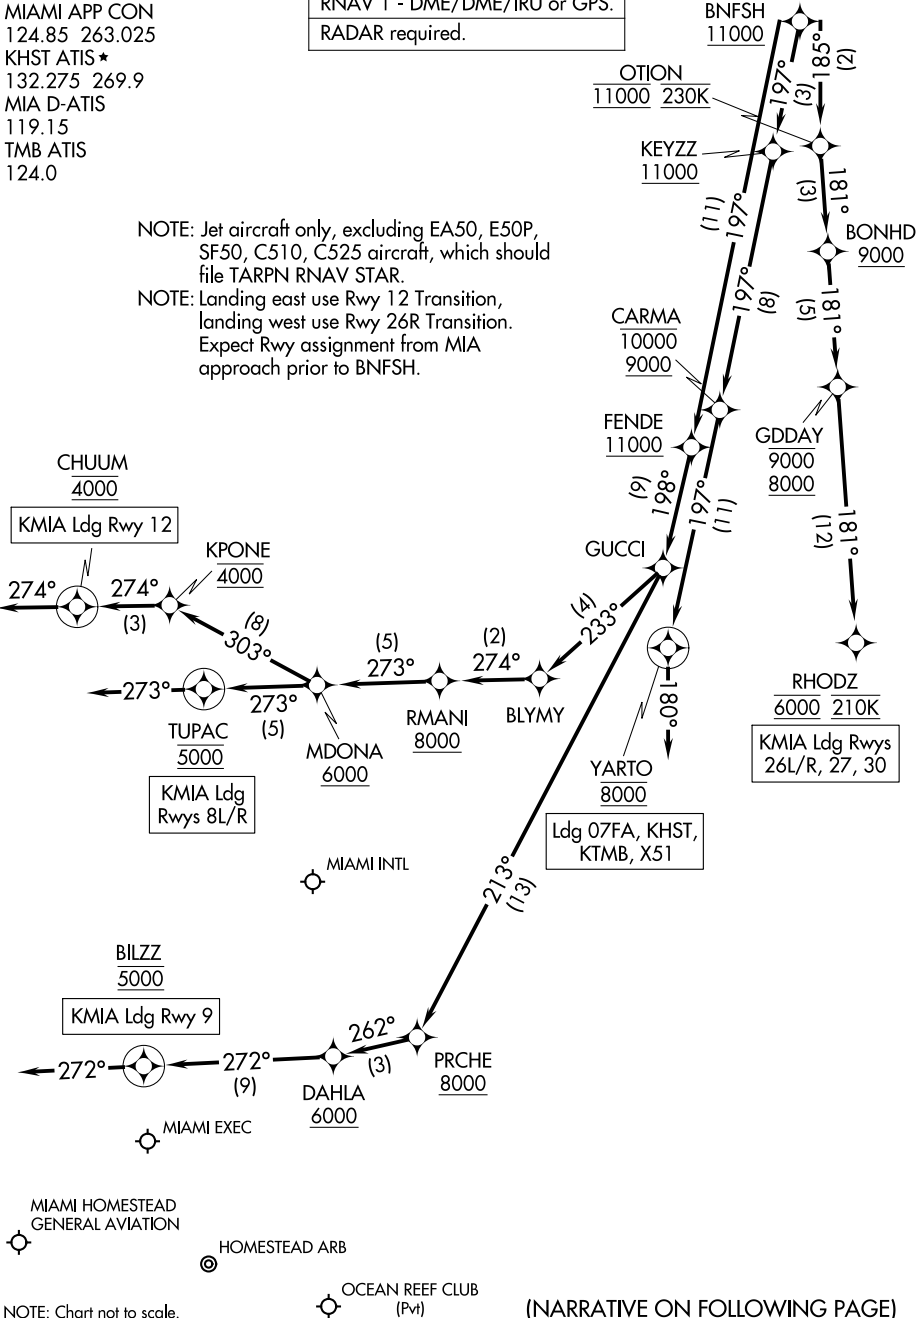 MIAMI APP CON
124.85 263.025
KHST ATIS★
132.275 269.9
MIA D-ATIS
119.15
TMB ATIS
124.0
RNAV 1 - DME/DME/IRU or GPS.
RADAR required.
BNFSH
11000
185°
(2)
197°
(3)
OTION
11000 230K
KEYZZ
11000
181°
(3)
(11)
197°
BONHD
9000
NOTE: Jet aircraft only, excluding EA50, E50P,
SF50, C510, C525 aircraft, which should
file TARPN RNAV STAR.
NOTE: Landing east use Rwy 12 Transition,
landing west use Rwy 26R Transition.
Expect Rwy assignment from MIA
approach prior to BNFSH.
197°
(8)
181°
(5)
CARMA
10000
9000
FENDE
11000
GDDAY
9000
8000
CHUUM
4000
KMIA Ldg Rwy 12
198°
(9)
197°
(11)
181°
(12)
KPONE
4000
GUCCI
274°
274°
(3)
(8)
303°
(5)
273°
(2)
274°
(4)
233°
273°
273°
(5)
TUPAC
5000
KMIA Ldg
Rwys 8L/R
MDONA
6000
RMANI
8000
BLYMY
180°
YARTO
8000
Ldg 07FA, KHST,
KTMB, X51
RHODZ
6000 210K
KMIA Ldg Rwys
26L/R, 27, 30
MIAMI INTL
213°
(13)
BILZZ
5000
KMIA Ldg Rwy 9
262°
(3)
272°
272°
(9)
DAHLA
6000
PRCHE
8000
MIAMI EXEC
MIAMI HOMESTEAD
GENERAL AVIATION
HOMESTEAD ARB
OCEAN REEF CLUB
(Pvt)
NOTE: Chart not to scale.
(NARRATIVE ON FOLLOWING PAGE)